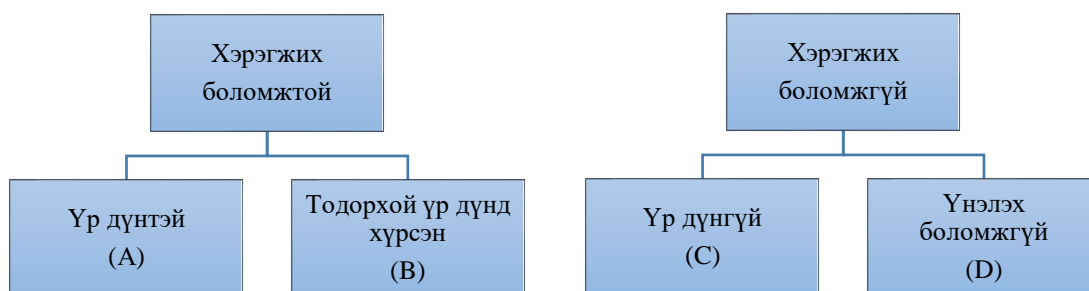 Хэрэгжих
боломжтой
Хэрэгжих
боломжгүй
Үр дүнтэй
(A)
Тодорхой үр дүнд
хүрсэн
(B)
Үр дүнгүй
(C)
Үнэлэх
боломжгүй
(D)